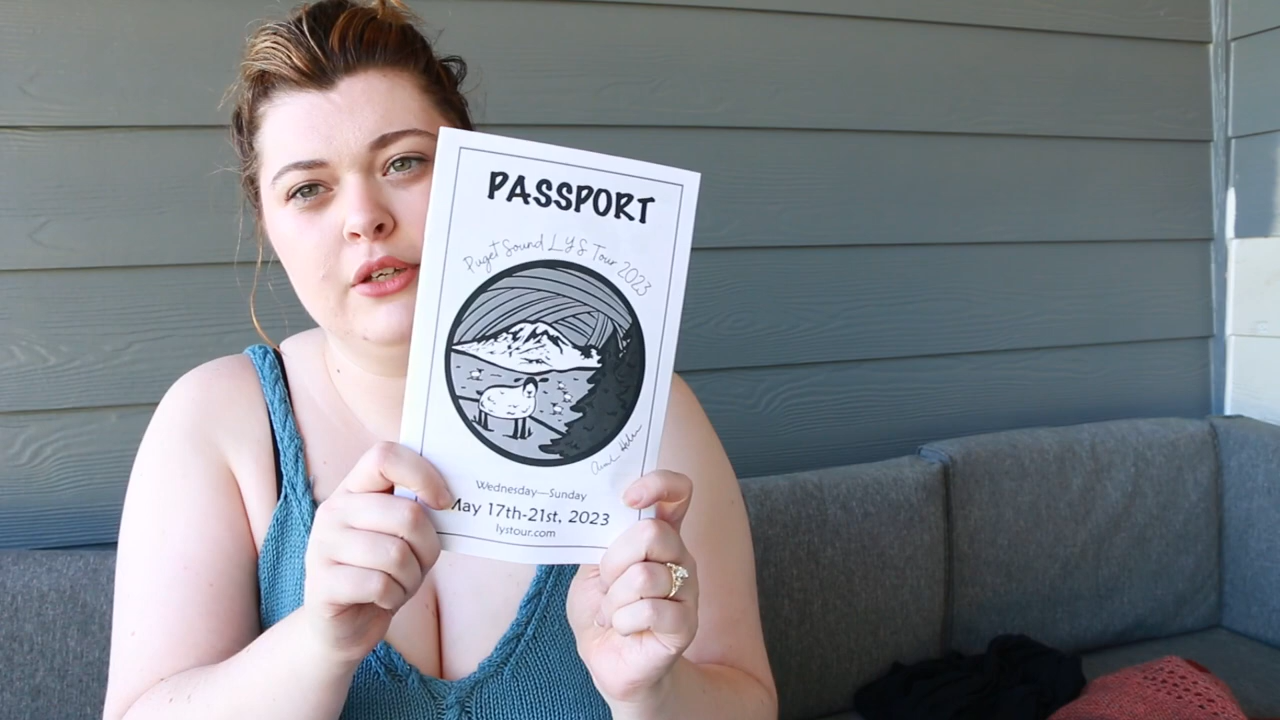 PASSPORT
Puget Sound LYS Tour 2023
Wednesday—Sunday
May 17th-21st, 2023
lystour.com